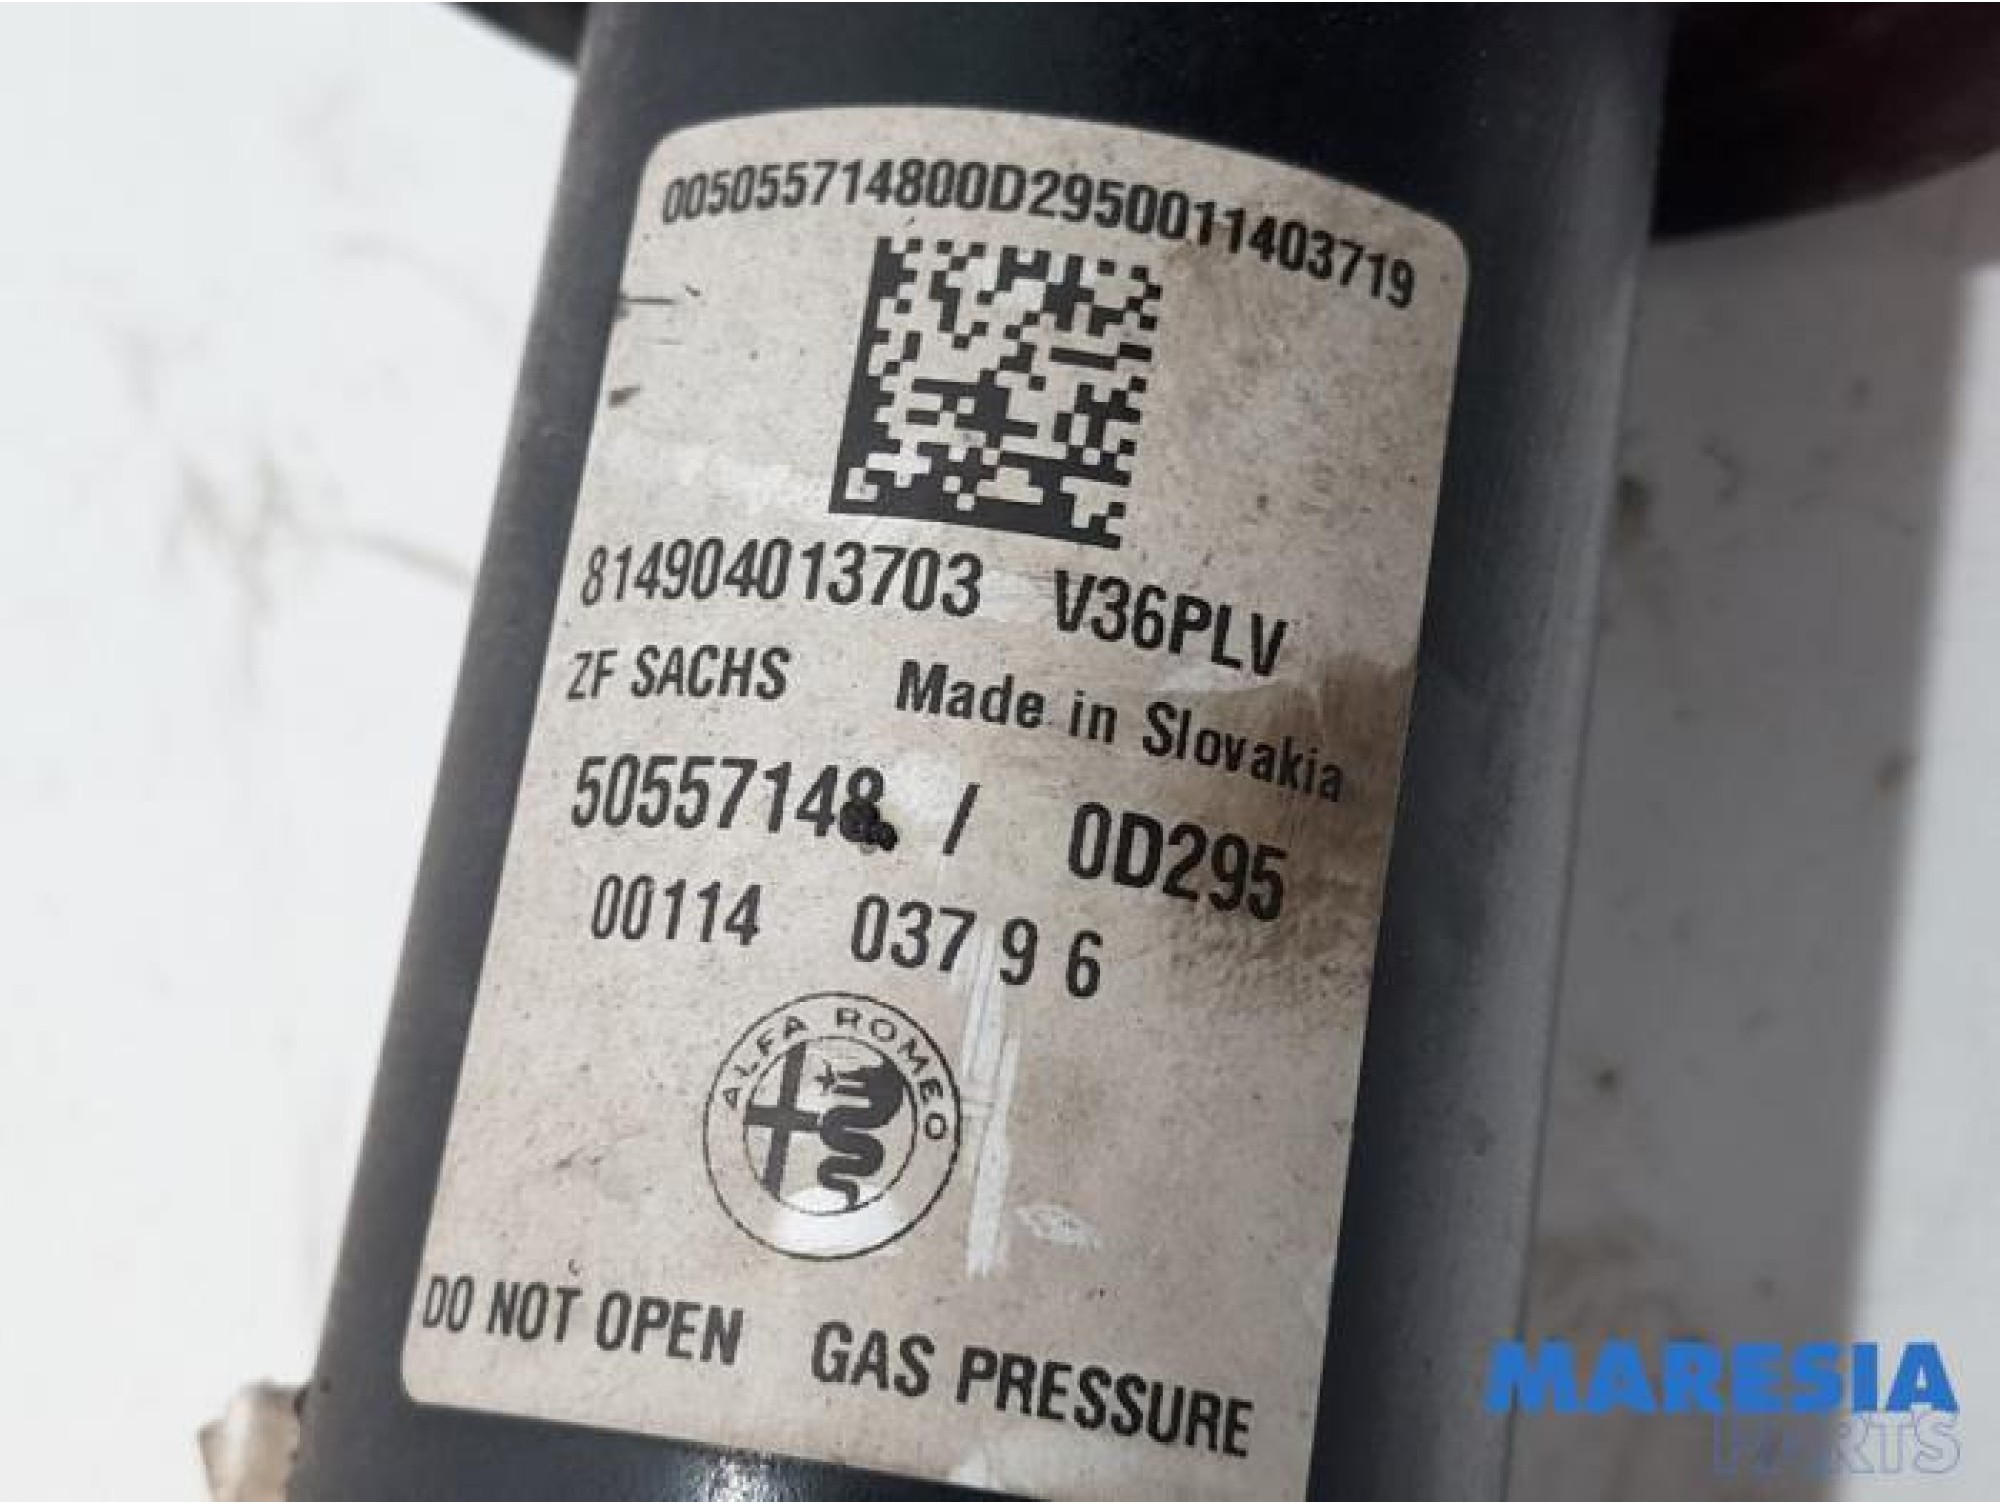 005055714800D2950011403719
814904013703 V36PLV
ZF SACHS Made in Slovakia
50557148 / 0D295
00114 03796
ALFA ROMEO
DO NOT OPEN GAS PRESSURE
MARESIA
PARTS